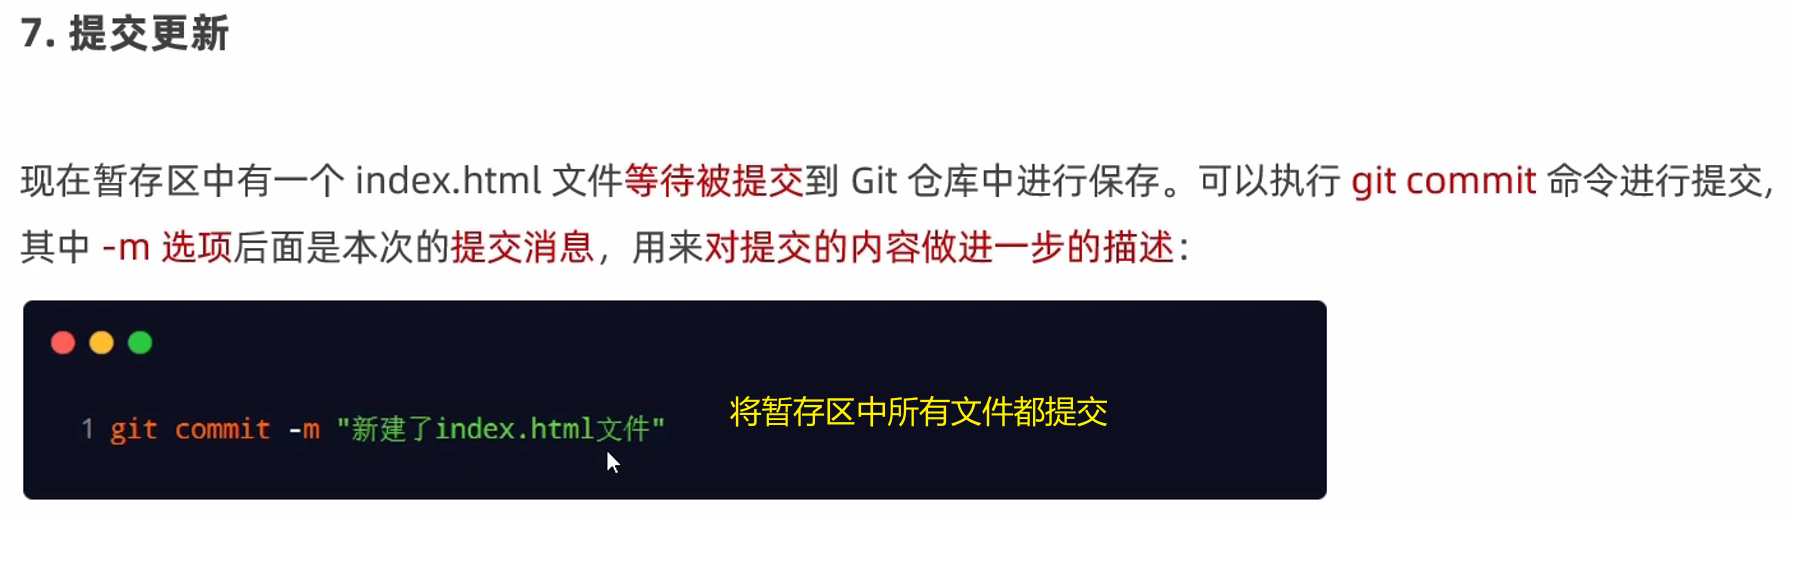 7. 提交更新
现在暂存区中有一个 index.html 文件等待被提交到 Git 仓库中进行保存。可以执行 git commit 命令进行提交,
其中 -m 选项后面是本次的提交消息，用来对提交的内容做进一步的描述：
将暂存区中所有文件都提交
1 git commit -m "新建了index.html文件"